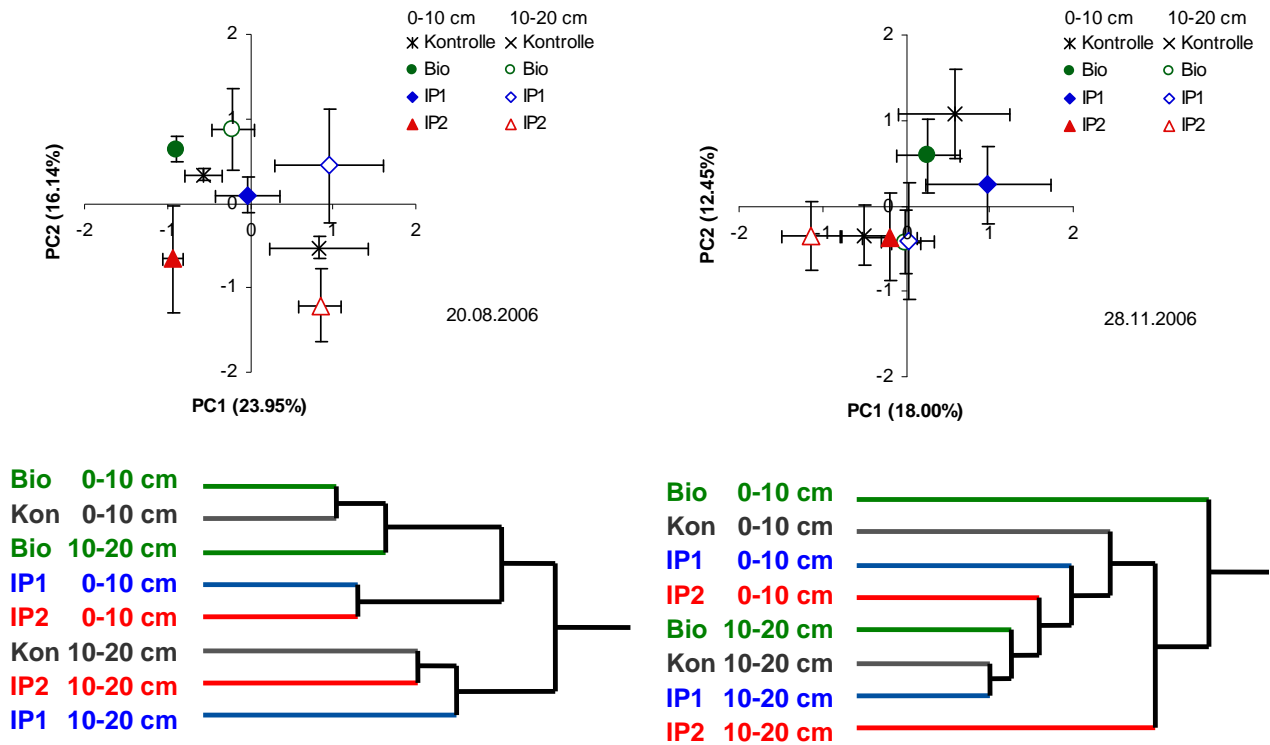 0-10 cm 10-20 cm
Kontrolle Kontrolle
Bio Bio
IP1 IP1
IP2 IP2
2
1
0
-2 -1 0 1 2
-1
-2
PC2 (16.14%)
20.08.2006
PC1 (23.95%)
0-10 cm 10-20 cm
Kontrolle Kontrolle
Bio Bio
IP1 IP1
IP2 IP2
2
1
0
-2 -1 0 1 2
-1
-2
PC2 (12.45%)
28.11.2006
PC1 (18.00%)
Bio 0-10 cm
Kon 0-10 cm
Bio 10-20 cm
IP1 0-10 cm
IP2 0-10 cm
Kon 10-20 cm
IP2 10-20 cm
IP1 10-20 cm
Bio 0-10 cm
Kon 0-10 cm
IP1 0-10 cm
IP2 0-10 cm
Bio 10-20 cm
Kon 10-20 cm
IP1 10-20 cm
IP2 10-20 cm